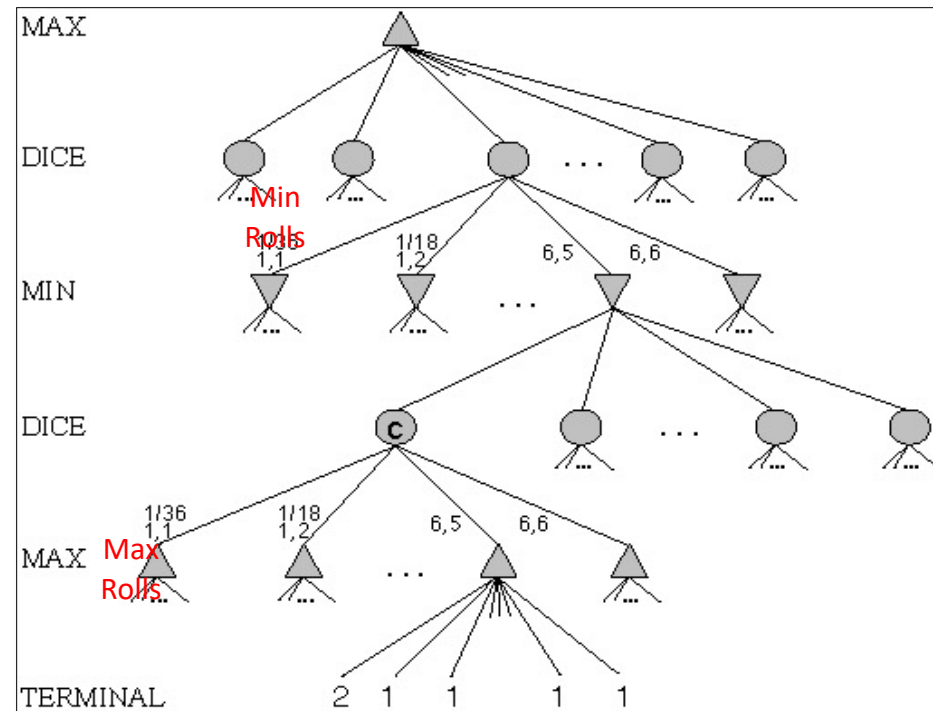 MAX
DICE
...
... ... ... ... ...
Min
Rolls
1/36 1/18
1,1 1,2 6,5 6,6
MIN
...
... ... ...
DICE
C
...
... ... ...
1/36 1/18
1,1 1,2 6,5 6,6
MAX
Max
Rolls
...
... ... ...
TERMINAL 2 1 1 1 1